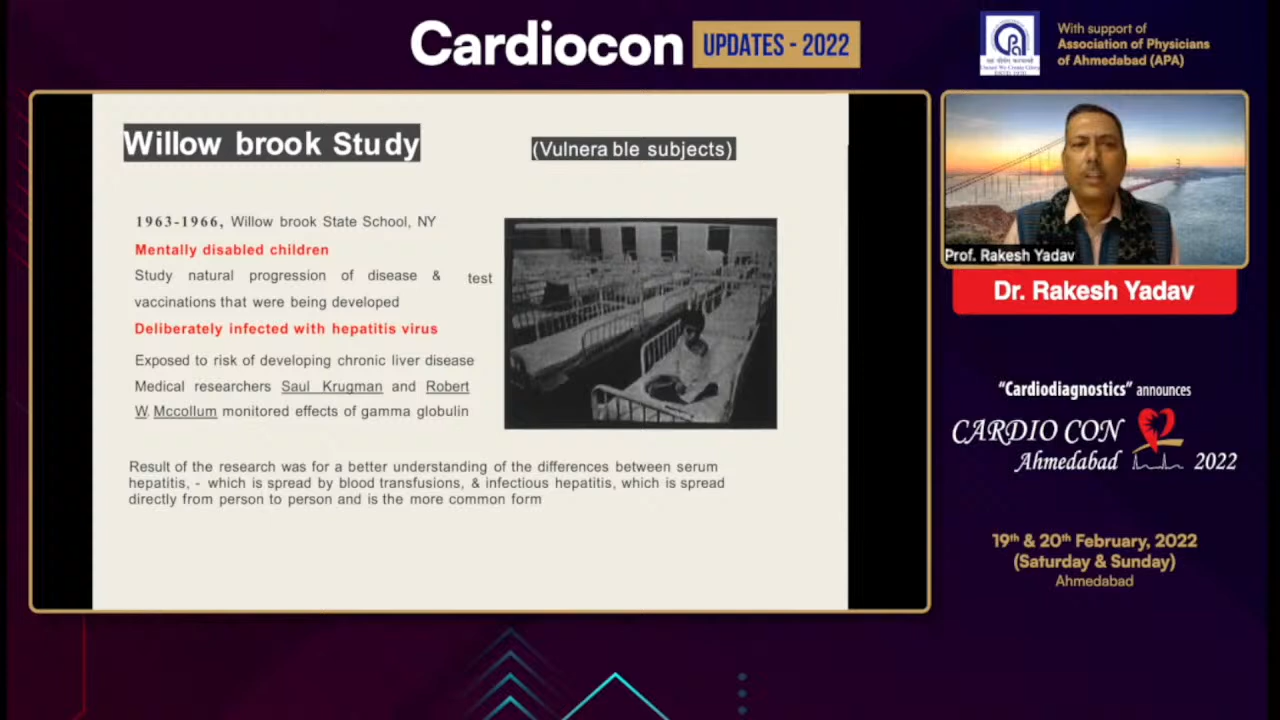 Cardiocon UPDATES - 2022
With support of
Association of Physicians
of Ahmedabad (APA)
Willow brook Study
(Vulnera ble subjects)
1963-1966, Willow brook State School, NY
Mentally disabled children
Study natural progression of disease & test
vaccinations that were being developed
Deliberately infected with hepatitis virus
Exposed to risk of developing chronic liver disease
Medical researchers Saul Krugman and Robert
W. Mccollum monitored effects of gamma globulin
Result of the research was for a better understanding of the differences between serum
hepatitis, - which is spread by blood transfusions, & infectious hepatitis, which is spread
directly from person to person and is the more common form
Prof. Rakesh Yadav
Dr. Rakesh Yadav
“Cardiodiagnostics” announces
CARDIO CON
Ahmedabad 2022
19th & 20th February, 2022
(Saturday & Sunday)
Ahmedabad